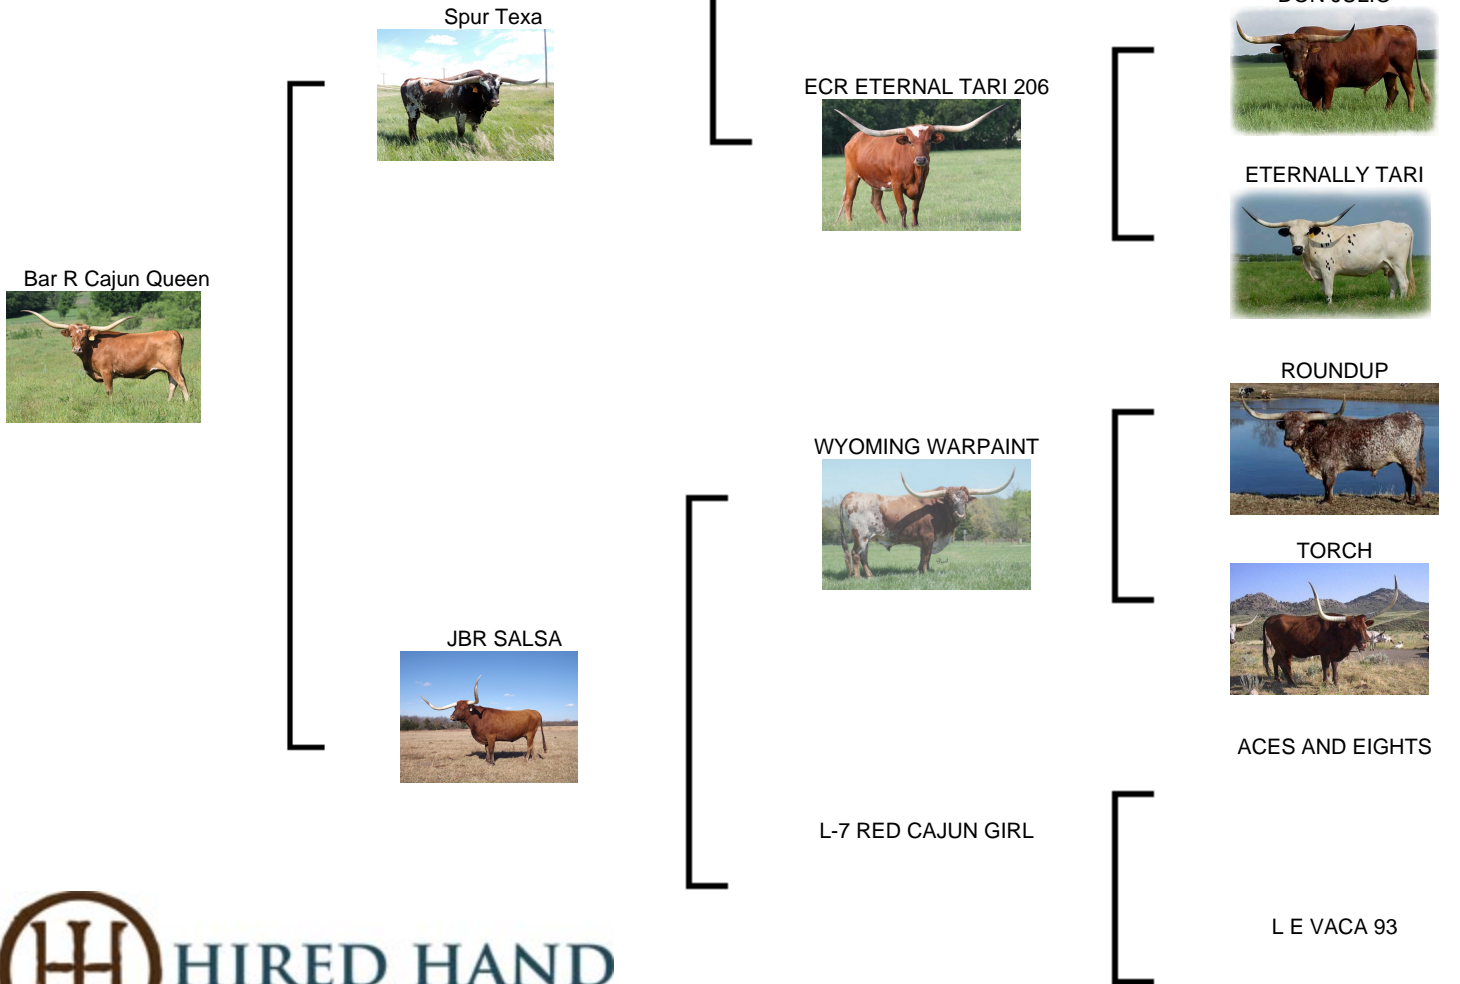 Spur Texa
ECR ETERNAL TARI 206
ETERNALLY TARI
Bar R Cajun Queen
ROUNDUP
WYOMING WARPAINT
TORCH
JBR SALSA
ACES AND EIGHTS
L-7 RED CAJUN GIRL
L E VACA 93
HIRED HAND